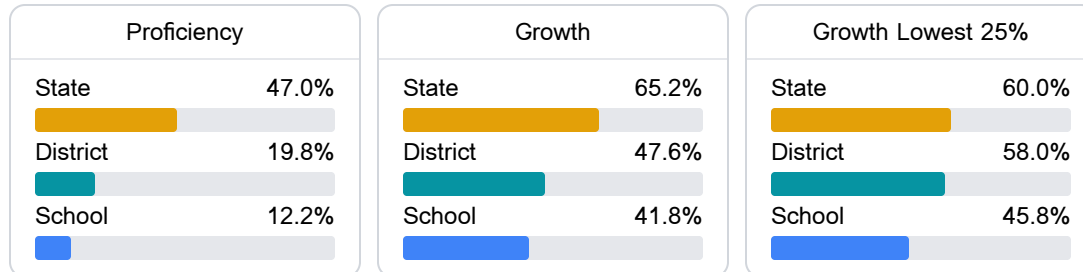 Proficiency
State 47.0%
District 19.8%
School 12.2%
Growth
State 65.2%
District 47.6%
School 41.8%
Growth Lowest 25%
State 60.0%
District 58.0%
School 45.8%